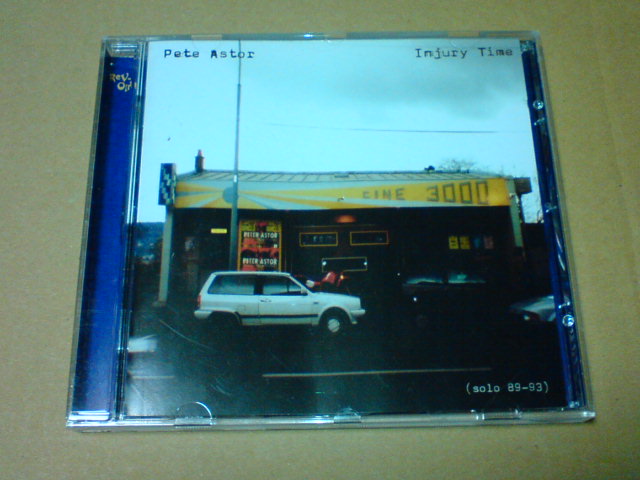 Pete Astor
Injury Time
Rev-Ola
CINE 3000
PETER ASTOR
PETER ASTOR
(solo 89-93)